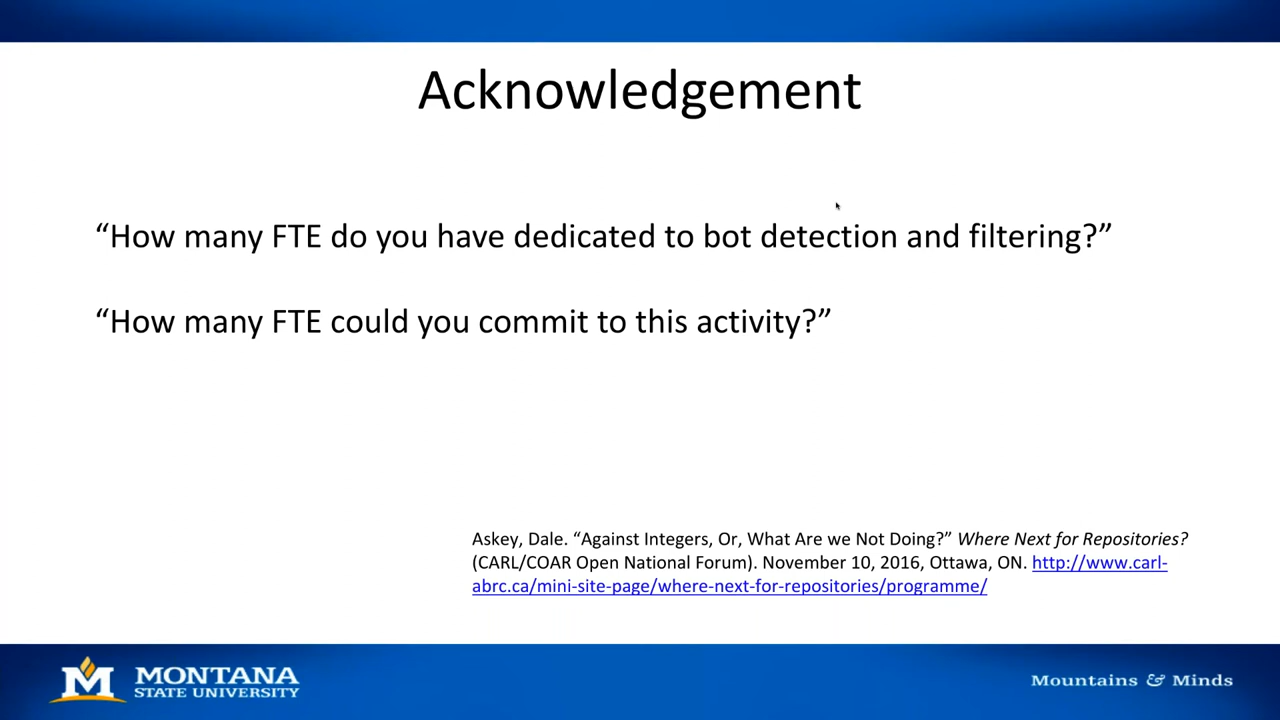 Acknowledgement
“How many FTE do you have dedicated to bot detection and filtering?”
“How many FTE could you commit to this activity?”
Askey, Dale. “Against Integers, Or, What Are we Not Doing?” Where Next for Repositories?
(CARL/COAR Open National Forum). November 10, 2016, Ottawa, ON. http://www.carl-
abrc.ca/mini-site-page/where-next-for-repositories/programme/
M MONTANA
STATE UNIVERSITY
Mountains & Minds